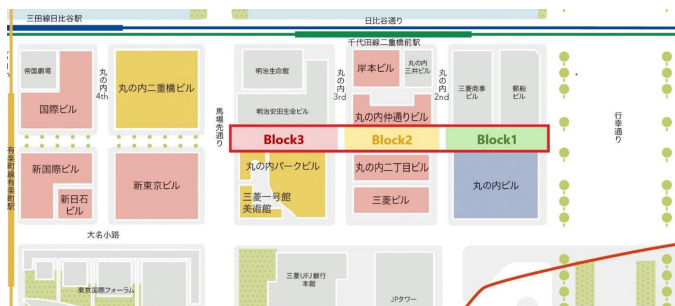 三田線日比谷駅
日比谷通り
千代田線二重橋前駅
帝国劇場
丸の内
4th
丸の内二重橋ビル
国際ビル
明治生命館
明治安田生命ビル
丸の内
3rd
岸本ビル
丸の内
三井ビル
丸の内仲通りビル
丸の内
2nd
三菱商事
ビル
郵船
ビル
馬場先通り
行幸通り
Block3
Block2
Block1
有楽町線有楽町駅
新国際ビル
新日石
ビル
新東京ビル
丸の内パークビル
三菱一号館
美術館
丸の内二丁目ビル
三菱ビル
丸の内ビル
大名小路
東京国際フォーラム
三菱UFJ銀行
本館
JPタワー